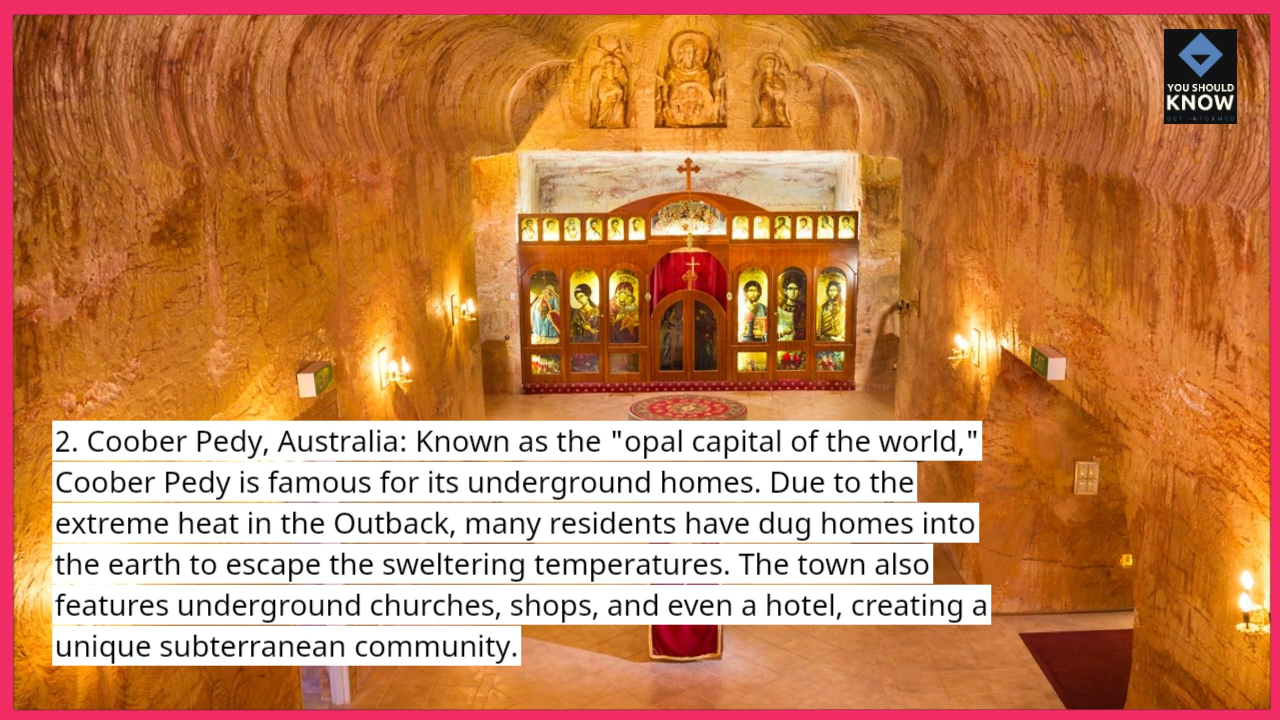 YOU SHOULD
KNOW
GET INFORMED
2. Coober Pedy, Australia: Known as the "opal capital of the world,"
Coober Pedy is famous for its underground homes. Due to the
extreme heat in the Outback, many residents have dug homes into
the earth to escape the sweltering temperatures. The town also
features underground churches, shops, and even a hotel, creating a
unique subterranean community.